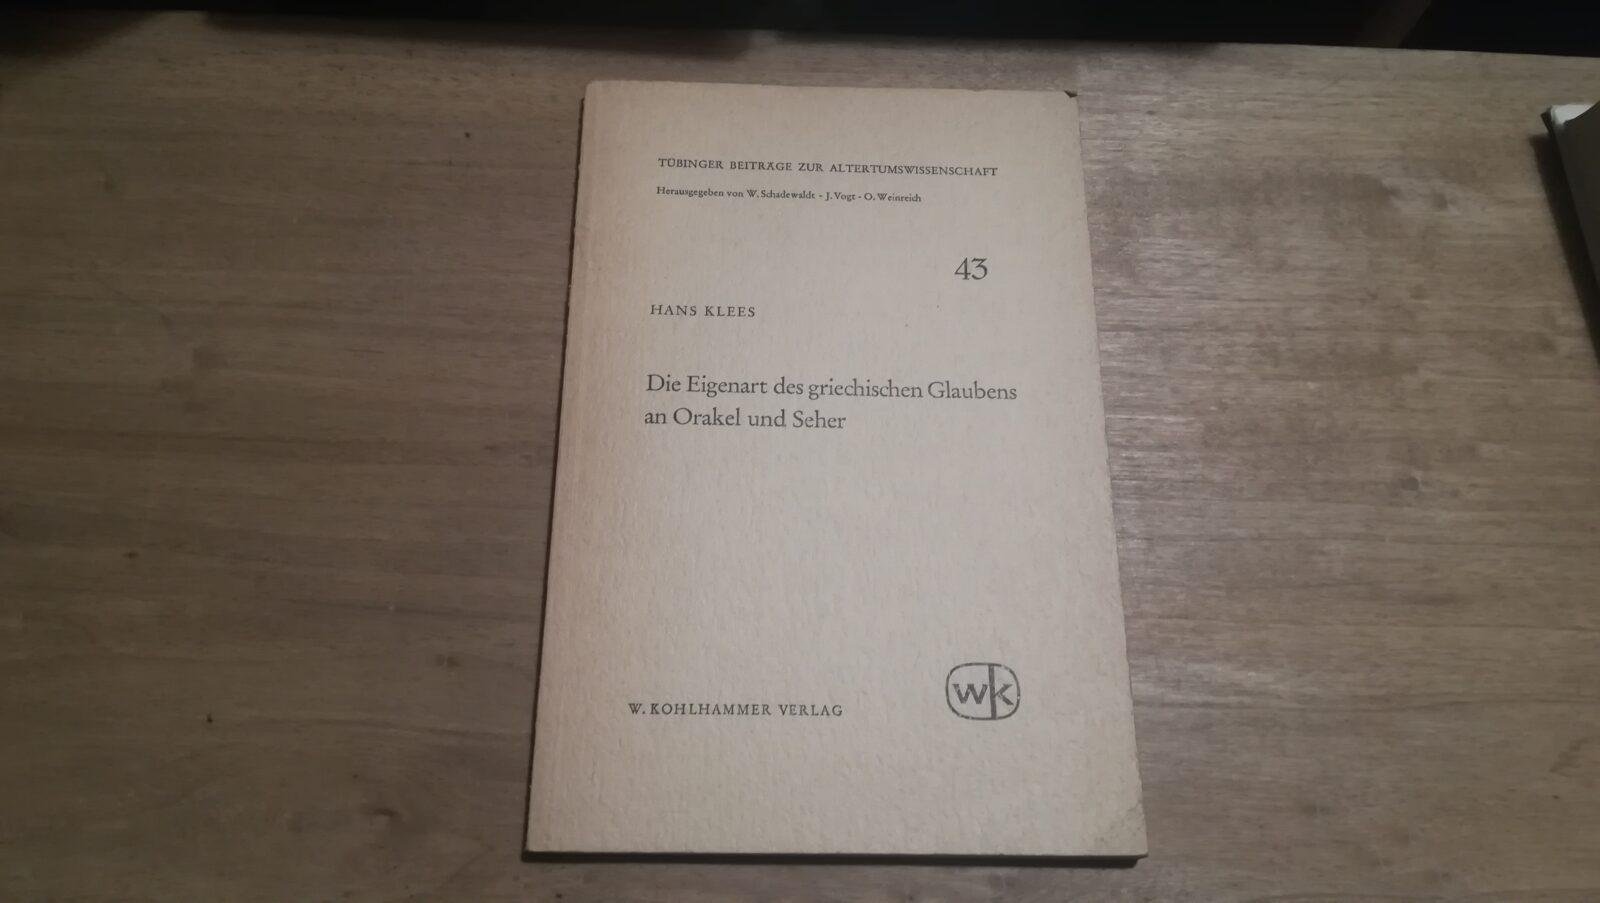 TÜBINGER BEITRÄGE ZUR ALTERTUMSWISSENSCHAFT
Herausgegeben von W. Schadewaldt - J. Vogt - O. Weinreich
43
HANS KLEES
Die Eigenart des griechischen Glaubens
an Orakel und Seher
W. KOHLHAMMER VERLAG
wk